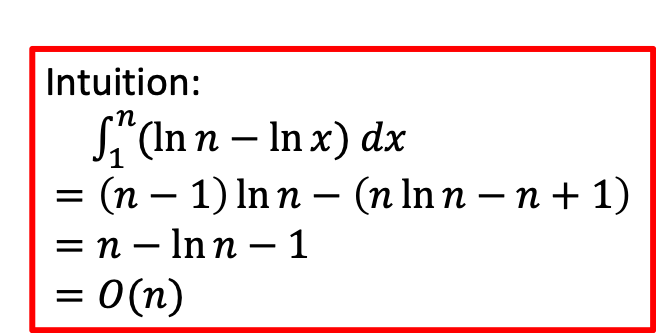 Intuition:
∫₁ⁿ(ln n − ln x) dx
= (n − 1) ln n − (n ln n − n + 1)
= n − ln n − 1
= O(n)